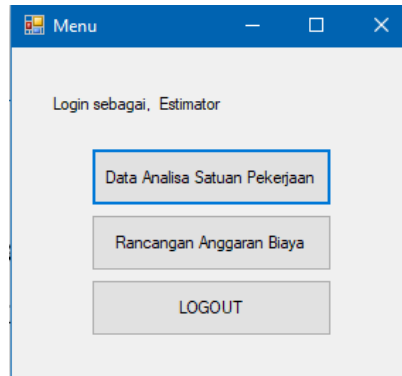 Menu
Login sebagai, Estimator
Data Analisa Satuan Pekerjaan
Rancangan Anggaran Biaya
LOGOUT